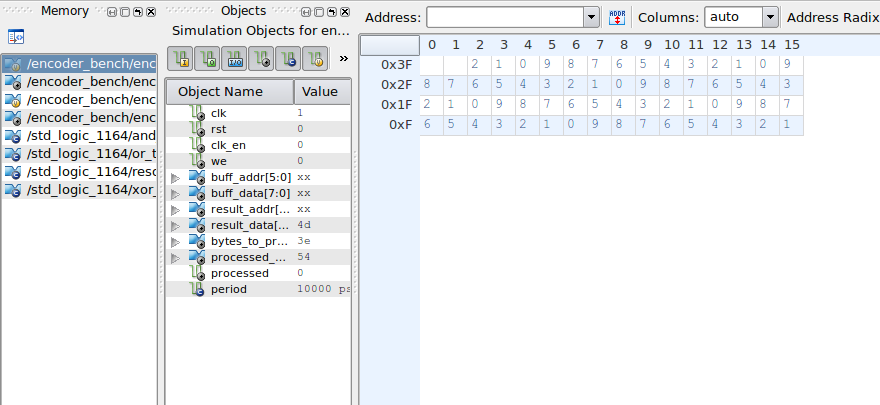 Memory
/encoder_bench/enc
/encoder_bench/enc
/encoder_bench/enc
/encoder_bench/enc
/std_logic_1164/and
/std_logic_1164/or_t
/std_logic_1164/reso
/std_logic_1164/xor_
Objects
Simulation Objects for en...
»
Object Name Value
clk 1
rst 0
clk_en 0
we 0
buff_addr[5:0] xx
buff_data[7:0] xx
result_addr[... xx
result_data[... 4d
bytes_to_pr... 3e
processed_... 54
processed 0
period 10000 ps
Address: ADDR Columns: auto Address Radix
0 1 2 3 4 5 6 7 8 9 10 11 12 13 14 15
0x3F 2 1 0 9 8 7 6 5 4 3 2 1 0 9
0x2F 8 7 6 5 4 3 2 1 0 9 8 7 6 5 4 3
0x1F 2 1 0 9 8 7 6 5 4 3 2 1 0 9 8 7
0xF 6 5 4 3 2 1 0 9 8 7 6 5 4 3 2 1